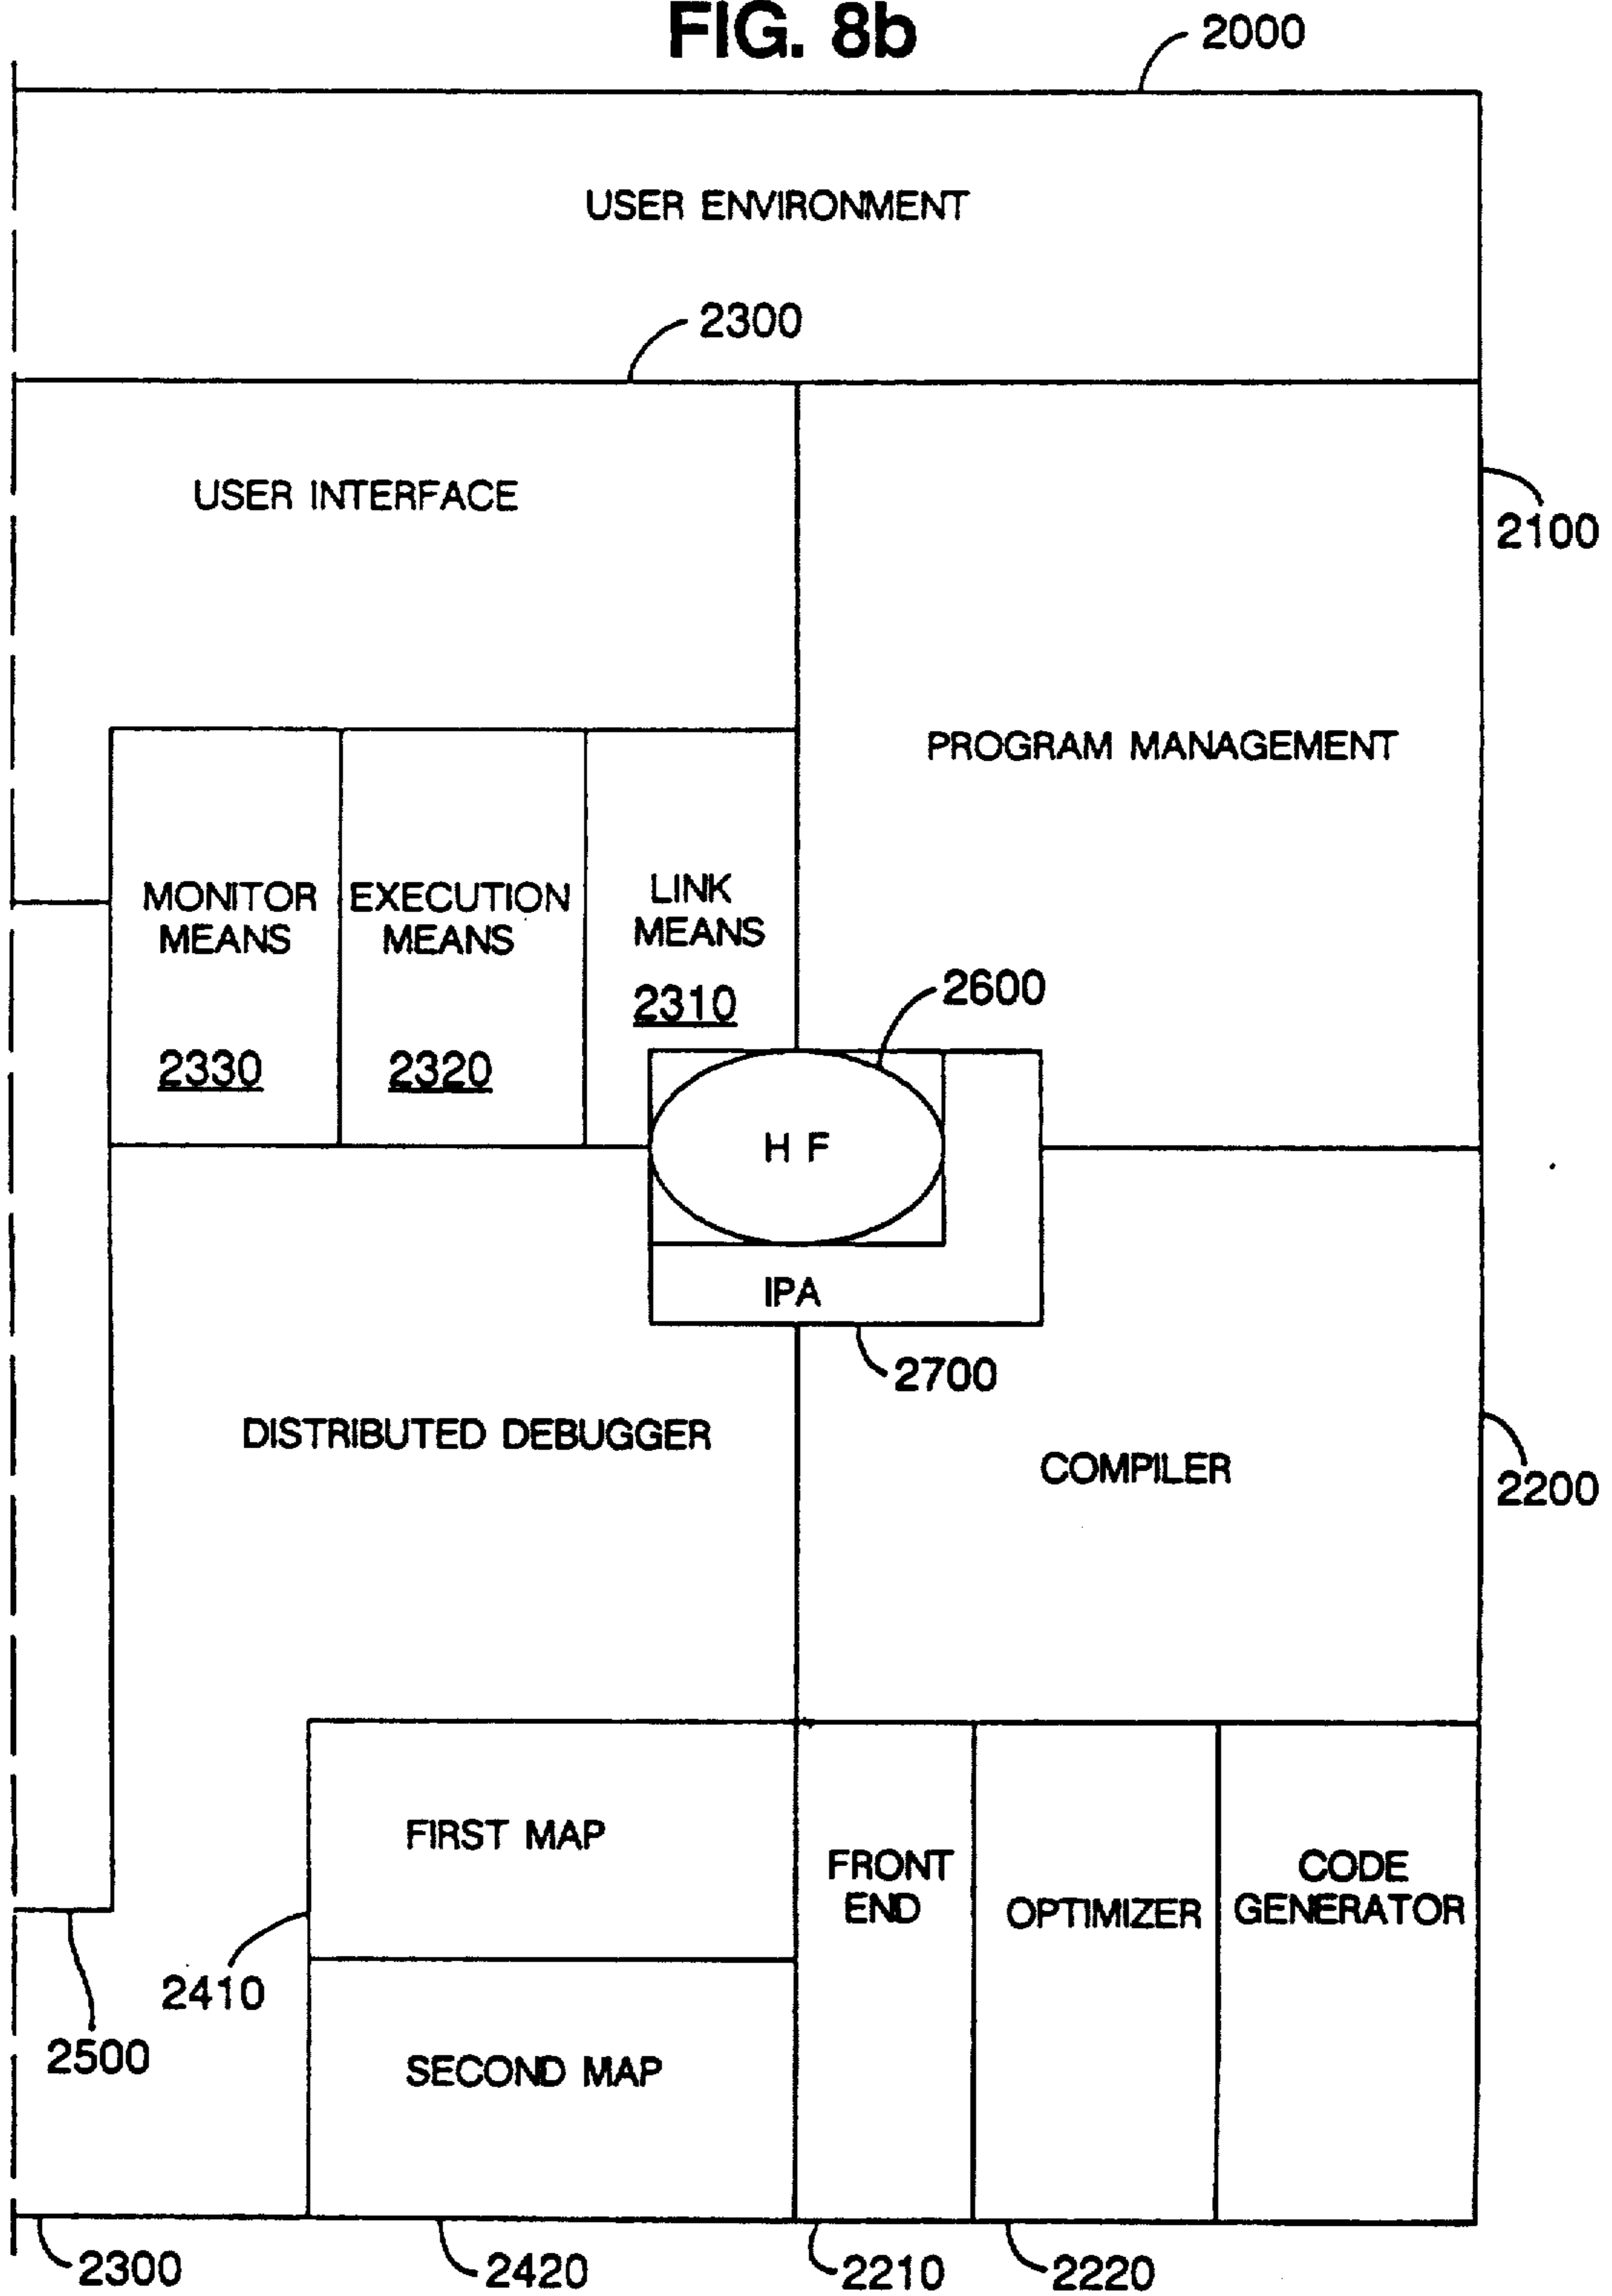 FIG. 8b
2000
USER ENVIRONMENT
2300
USER INTERFACE
2100
PROGRAM MANAGEMENT
MONITOR
MEANS
2330
EXECUTION
MEANS
2320
LINK
MEANS
2310
2600
H F
IPA
2700
DISTRIBUTED DEBUGGER
COMPILER
2200
FIRST MAP
FRONT
END
OPTIMIZER
CODE
GENERATOR
2410
2500
SECOND MAP
2300
2420
2210
2220